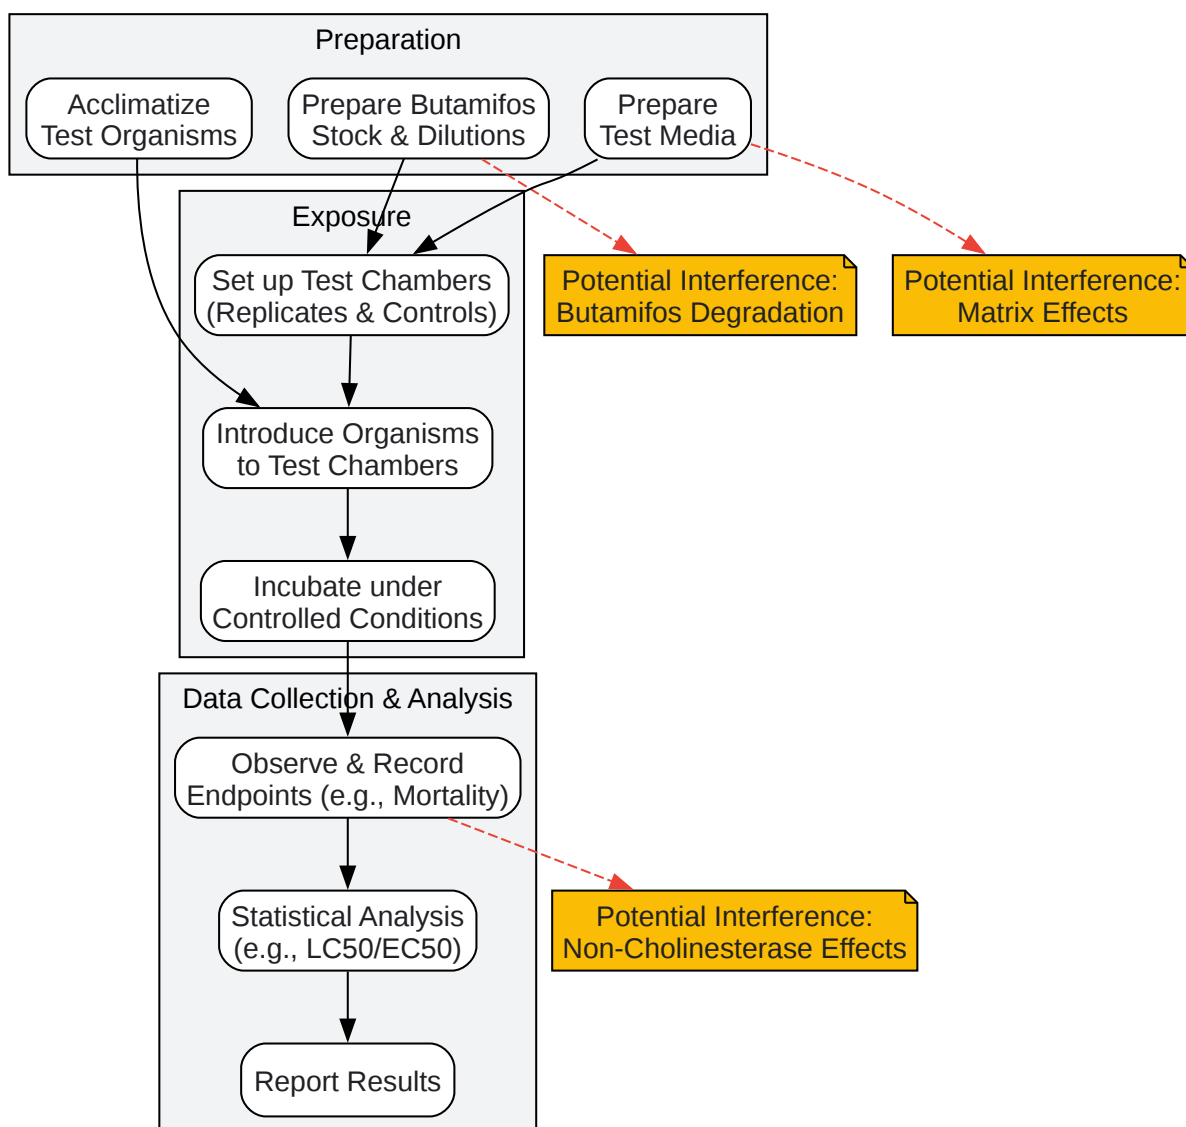 Preparation
Acclimatize
Test Organisms
Prepare Butamifos
Stock & Dilutions
Prepare
Test Media
Exposure
Set up Test Chambers
(Replicates & Controls)
Potential Interference:
Butamifos Degradation
Potential Interference:
Matrix Effects
Introduce Organisms
to Test Chambers
Incubate under
Controlled Conditions
Data Collection & Analysis
Observe & Record
Endpoints (e.g., Mortality)
Statistical Analysis
(e.g., LC50/EC50)
Potential Interference:
Non-Cholinesterase Effects
Report Results